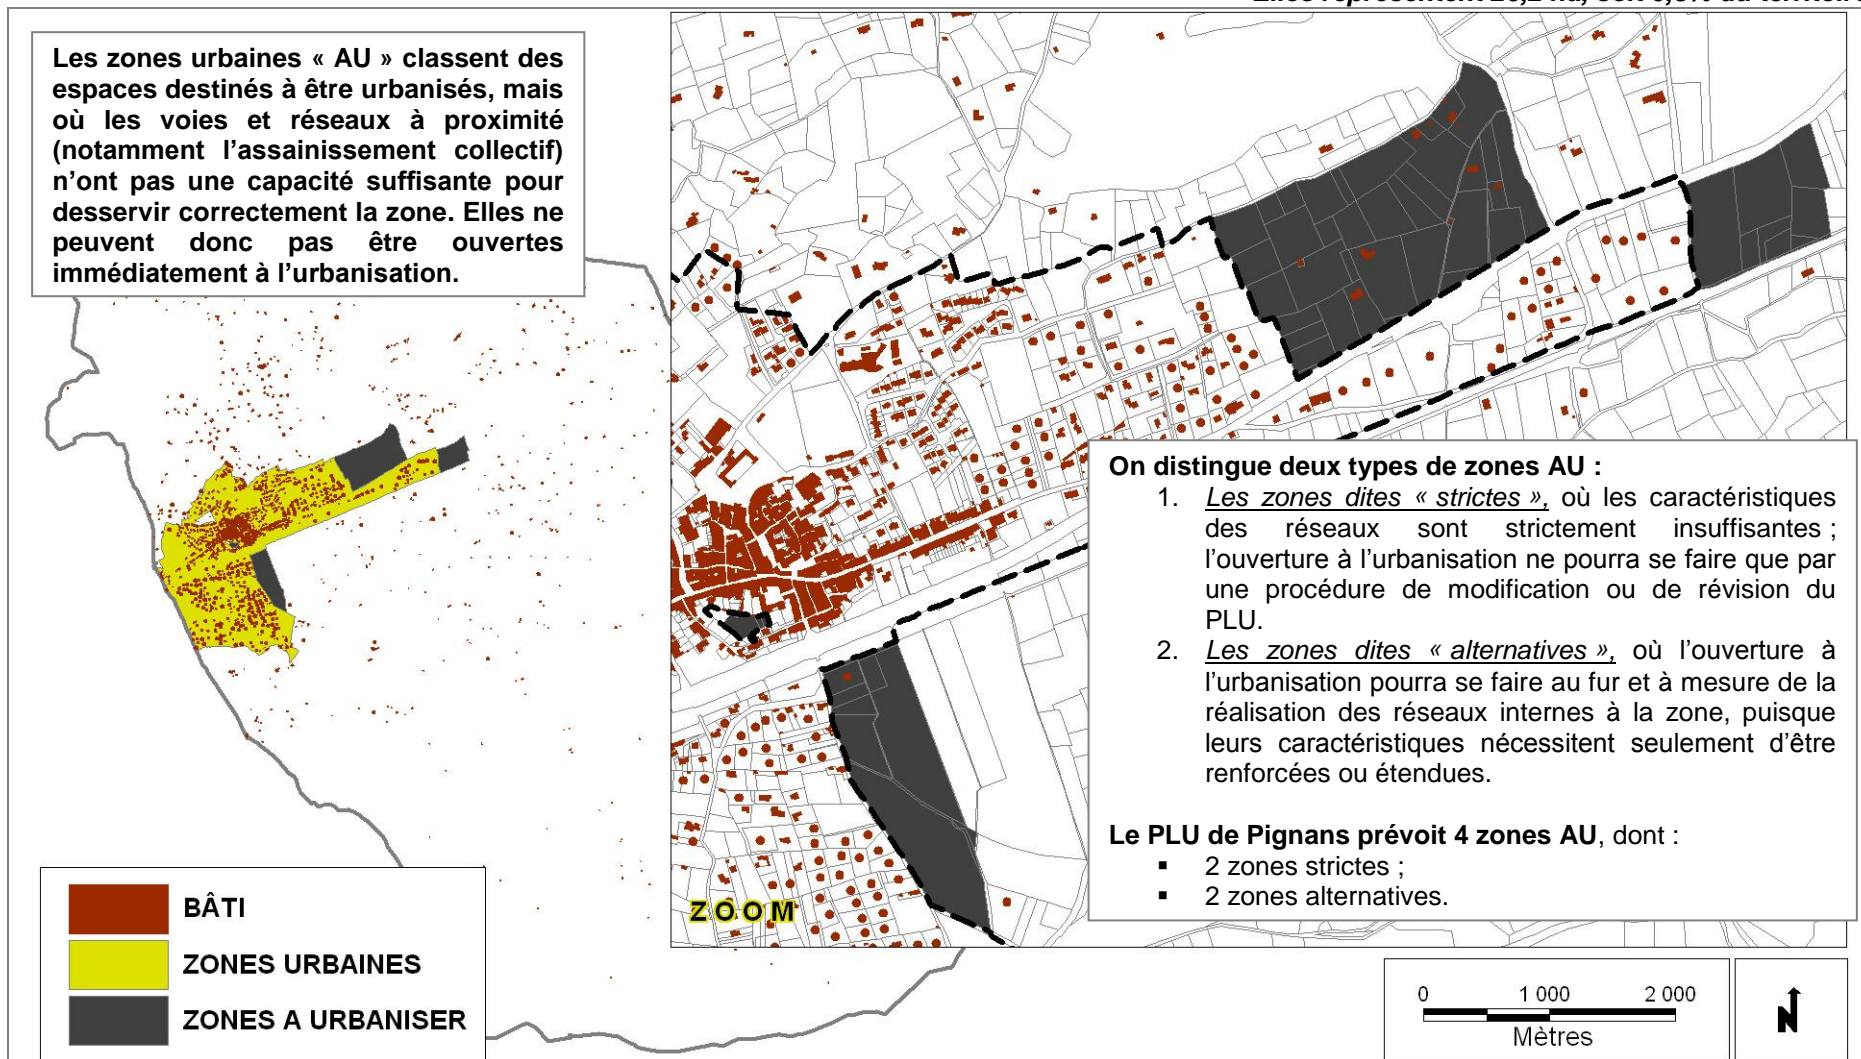 Les zones urbaines « AU » classent des
espaces destinés à être urbanisés, mais
où les voies et réseaux à proximité
(notamment l'assainissement collectif)
n'ont pas une capacité suffisante pour
desservir correctement la zone. Elles ne
peuvent donc pas être ouvertes
immédiatement à l'urbanisation.
On distingue deux types de zones AU :
1. Les zones dites « strictes », où les caractéristiques
des réseaux sont strictement insuffisantes ;
l'ouverture à l'urbanisation ne pourra se faire que par
une procédure de modification ou de révision du
PLU.
2. Les zones dites « alternatives », où l'ouverture à
l'urbanisation pourra se faire au fur et à mesure de la
réalisation des réseaux internes à la zone, puisque
leurs caractéristiques nécessitent seulement d'être
renforcées ou étendues.
Le PLU de Pignans prévoit 4 zones AU, dont :
▪ 2 zones strictes ;
▪ 2 zones alternatives.
ZOOM
BÂTI
ZONES URBAINES
ZONES A URBANISER
0 1 000 2 000
Mètres
N